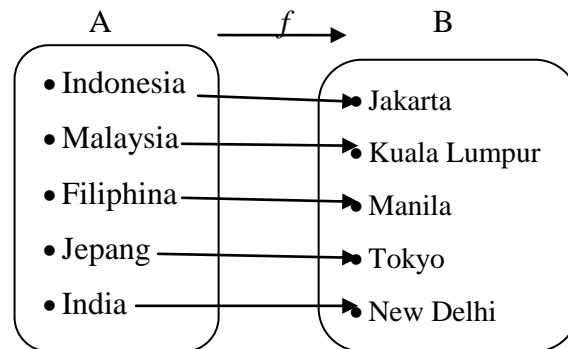 A f B
• Indonesia
• Malaysia
• Filiphina
• Jepang
• India
• Jakarta
• Kuala Lumpur
• Manila
• Tokyo
• New Delhi